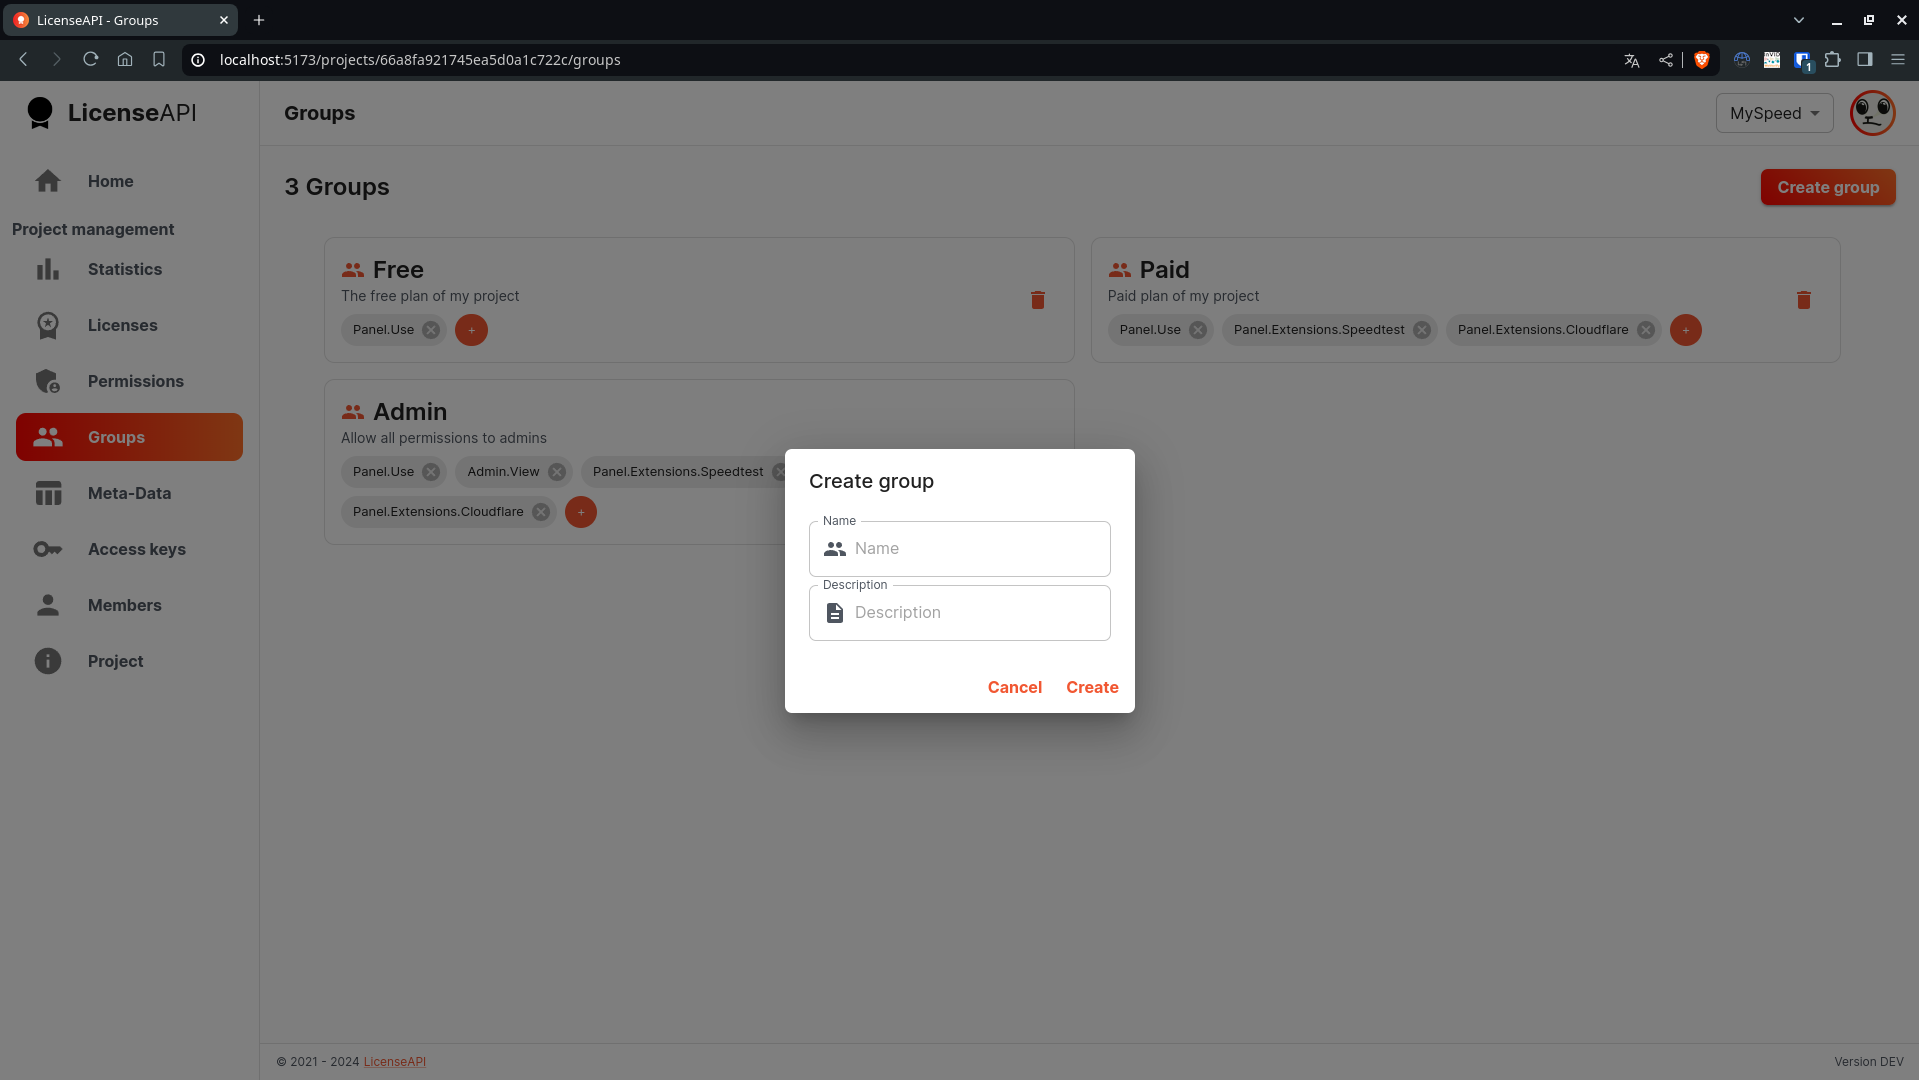 LicenseAPI - Groups
localhost:5173/projects/66a8fa921745ea5d0a1c722c/groups
1
LicenseAPI
Groups
MySpeed
Home
3 Groups
Create group
Project management
Statistics
Licenses
Permissions
Groups
Meta-Data
Access keys
Members
Project
Free
The free plan of my project
Panel.Use
+
Paid
Paid plan of my project
Panel.Use Panel.Extensions.Speedtest Panel.Extensions.Cloudflare +
Admin
Allow all permissions to admins
Panel.Use Admin.View Panel.Extensions.Speedtest
Panel.Extensions.Cloudflare +
Create group
Name
Name
Description
Description
Cancel Create
© 2021 - 2024 LicenseAPI
Version DEV